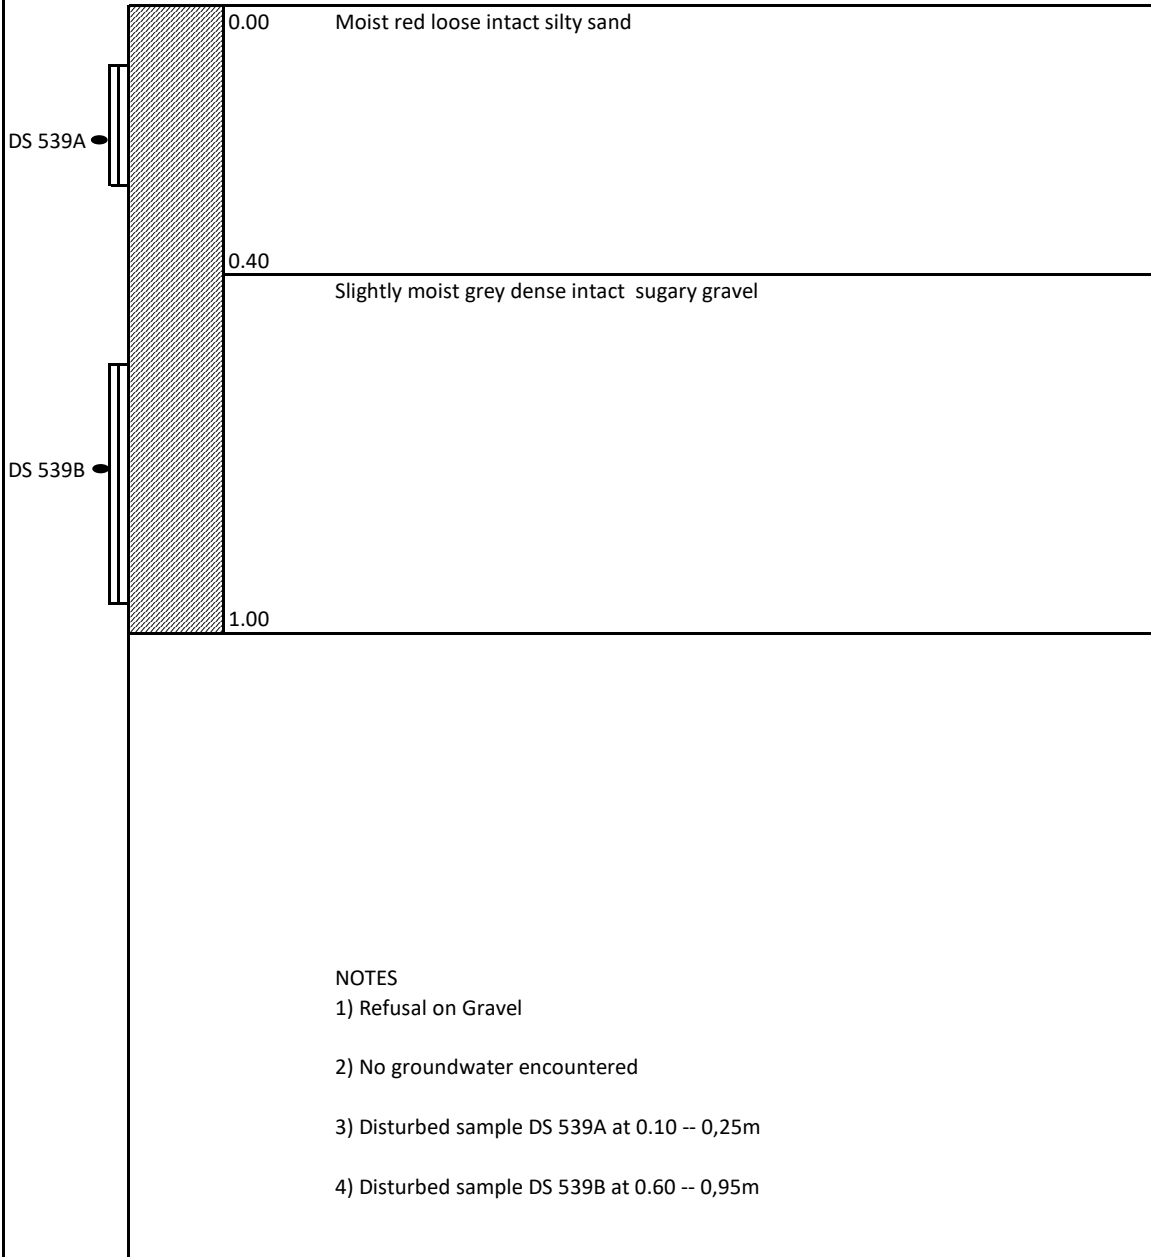 0.00 Moist red loose intact silty sand
DS 539A
0.40
Slightly moist grey dense intact  sugary gravel
DS 539B
1.00
NOTES
1) Refusal on Gravel
2) No groundwater encountered
3) Disturbed sample DS 539A at 0.10 -- 0,25m
4) Disturbed sample DS 539B at 0.60 -- 0,95m